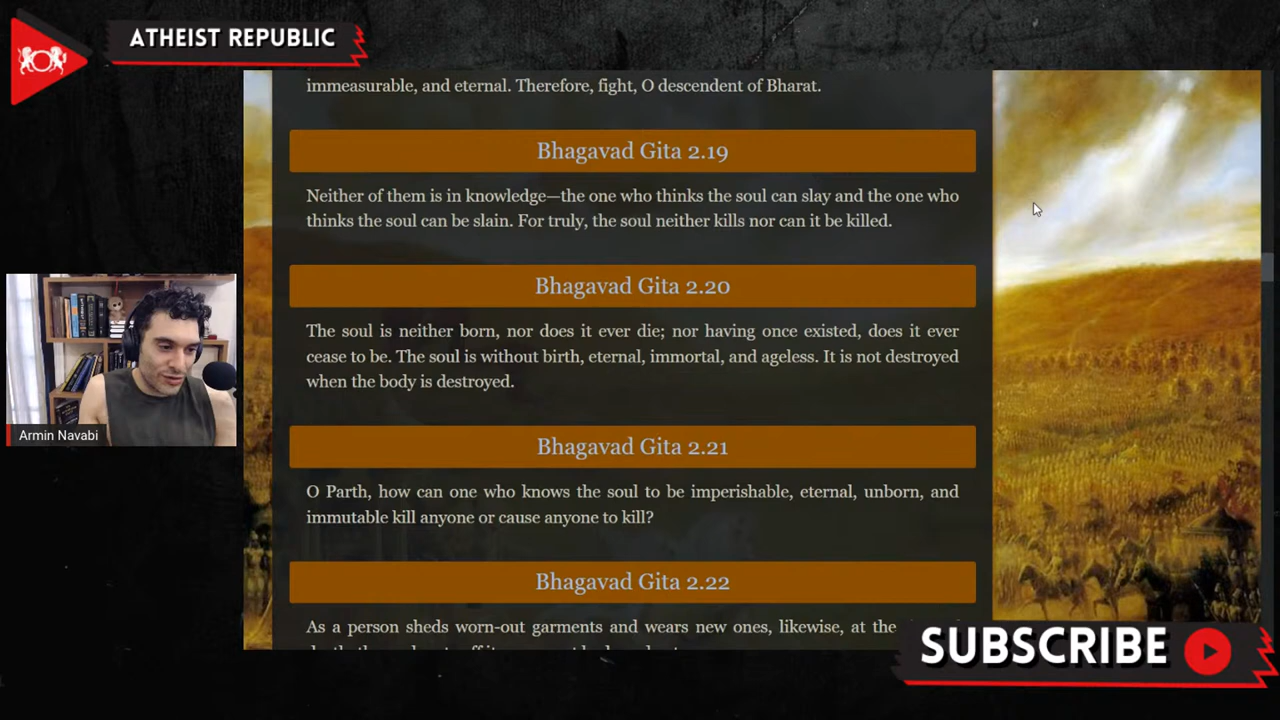 ATHEIST REPUBLIC
immeasurable, and eternal. Therefore, fight, O descendent of Bharat.
Bhagavad Gita 2.19
Neither of them is in knowledge—the one who thinks the soul can slay and the one who
thinks the soul can be slain. For truly, the soul neither kills nor can it be killed.
Bhagavad Gita 2.20
The soul is neither born, nor does it ever die; nor having once existed, does it ever
cease to be. The soul is without birth, eternal, immortal, and ageless. It is not destroyed
when the body is destroyed.
Armin Navabi
Bhagavad Gita 2.21
O Parth, how can one who knows the soul to be imperishable, eternal, unborn, and
immutable kill anyone or cause anyone to kill?
Bhagavad Gita 2.22
As a person sheds worn-out garments and wears new ones, likewise, at the
SUBSCRIBE